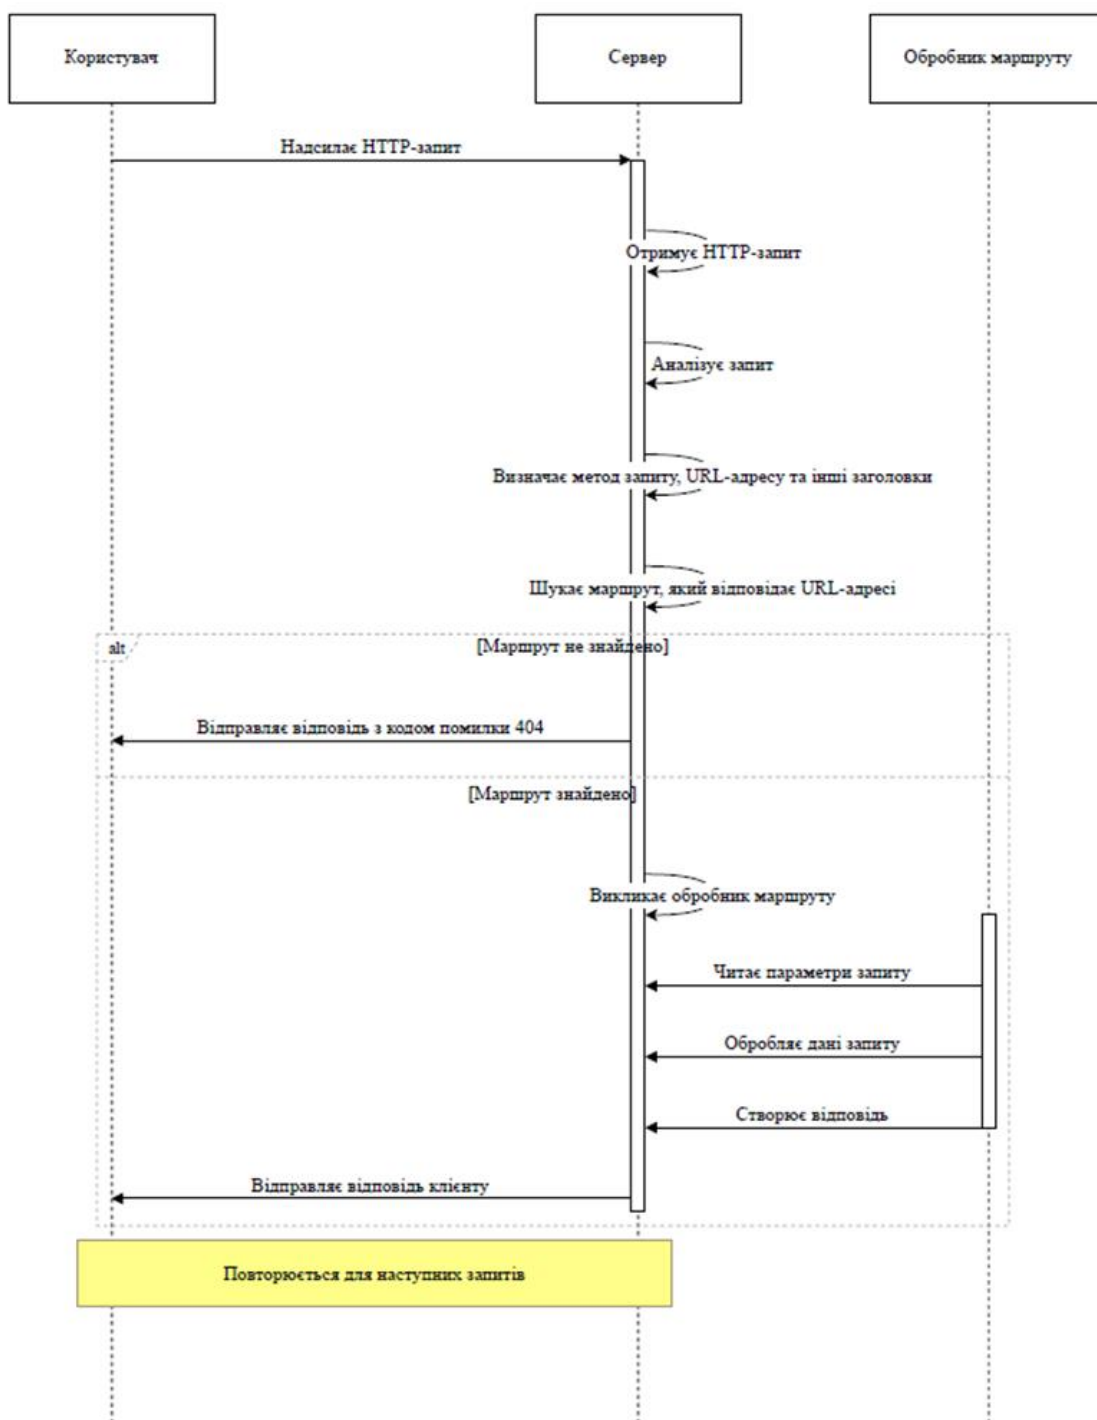 Користувач
Сервер
Обробник маршруту
Надсилає HTTP-запит
Отримує HTTP-запит
Аналізує запит
Визначає метод запиту, URL-адресу та інші заголовки
Шукає маршрут, який відповідає URL-адресі
alt
[Маршрут не знайдено]
Відправляє відповідь з кодом помилки 404
[Маршрут знайдено]
Викликає обробник маршруту
Читає параметри запиту
Обробляє дані запиту
Створює відповідь
Відправляє відповідь клієнту
Повторюється для наступних запитів